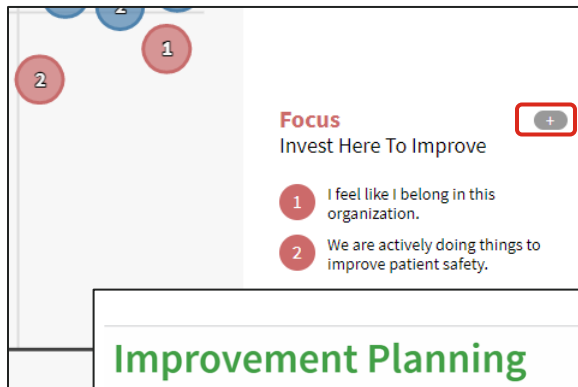 2
1
2
Focus
+
Invest Here To Improve
1
I feel like I belong in this
organization.
2
We are actively doing things to
improve patient safety.
Improvement Planning